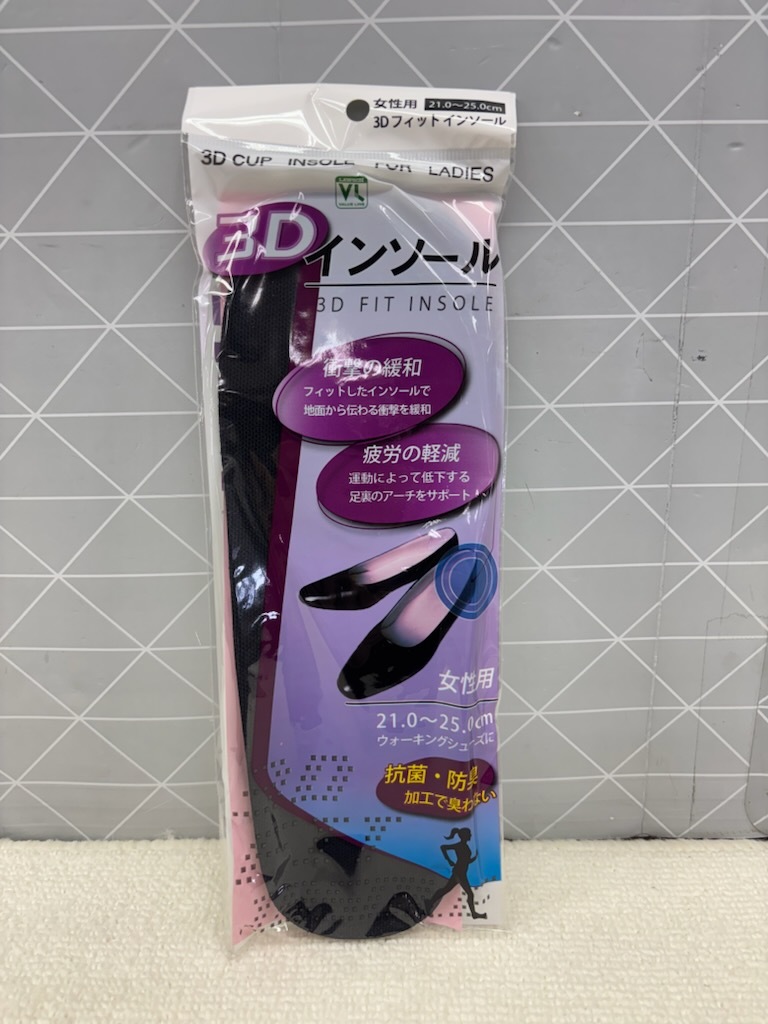 女性用 21.0～25.0cm
3Dフィットインソール
3D CUP INSOLE FOR LADIES
VL
VALUE LINE
3D
インソール
3D FIT INSOLE
衝撃の緩和
フィットしたインソールで
地面から伝わる衝撃を緩和
疲労の軽減
運動によって低下する
足裏のアーチをサポート
女性用
21.0～25.0cm
ウォーキングシューズに
抗菌・防臭
加工で臭わない